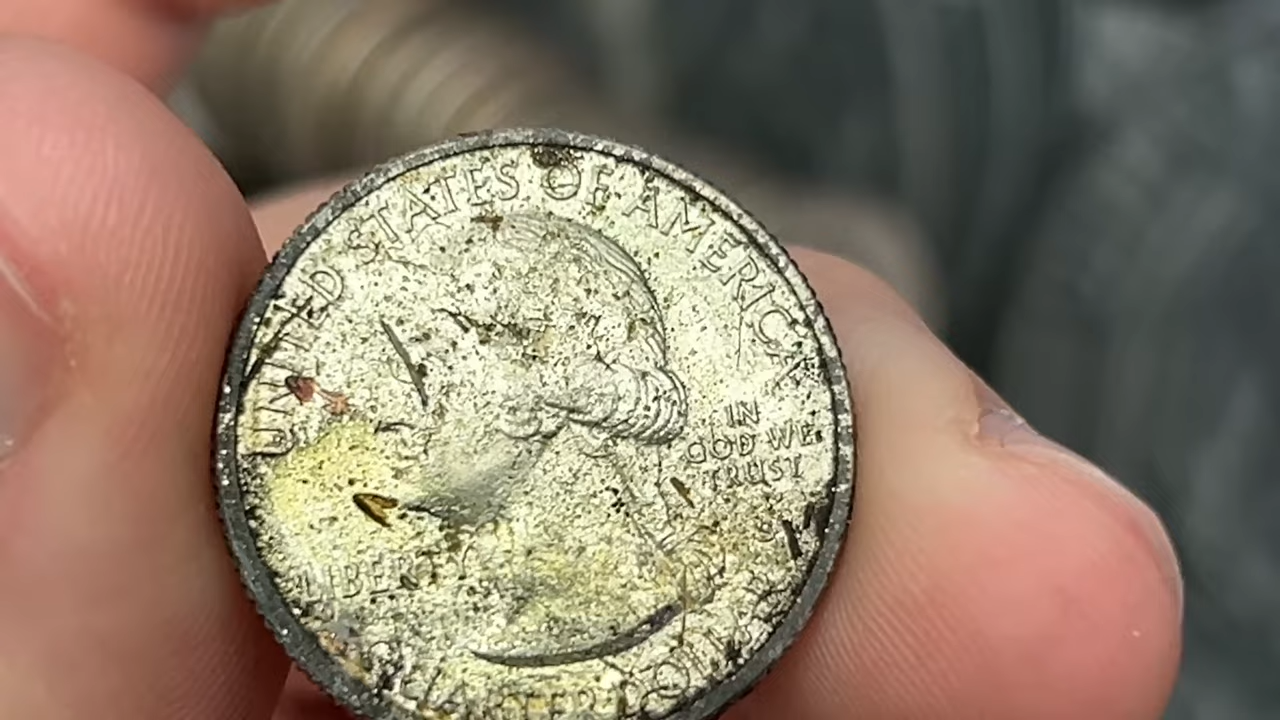 UNITED STATES OF AMERICA
IN
GOD WE
TRUST
LIBERTY
QUARTER DOLLAR